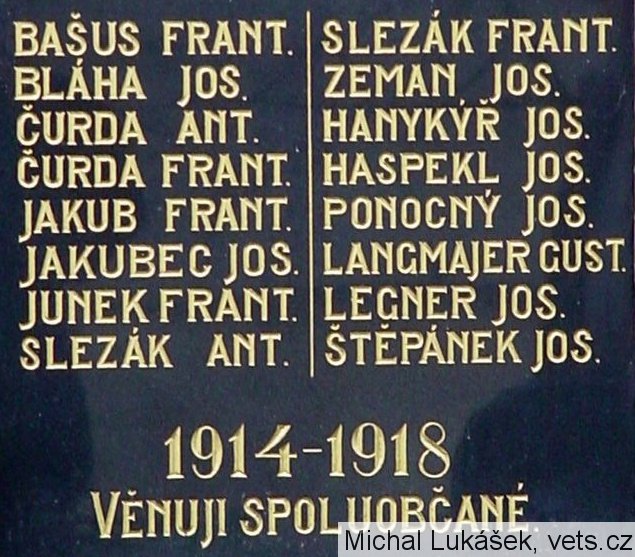 BAŠUS FRANT.
BLÁHA JOS.
ČURDA ANT.
ČURDA FRANT.
JAKUB FRANT.
JAKUBEC JOS.
JUNEK FRANT.
SLEZÁK ANT.
SLEZÁK FRANT.
ZEMAN JOS.
HANYKÝŘ JOS.
HASPEKL JOS.
PONOCNÝ JOS.
LANGMAJER GUST.
LEGNER JOS.
ŠTĚPÁNEK JOS.
1914-1918
VĚNUJI SPOLUOBČANÉ.
Michal Lukášek, vets.cz